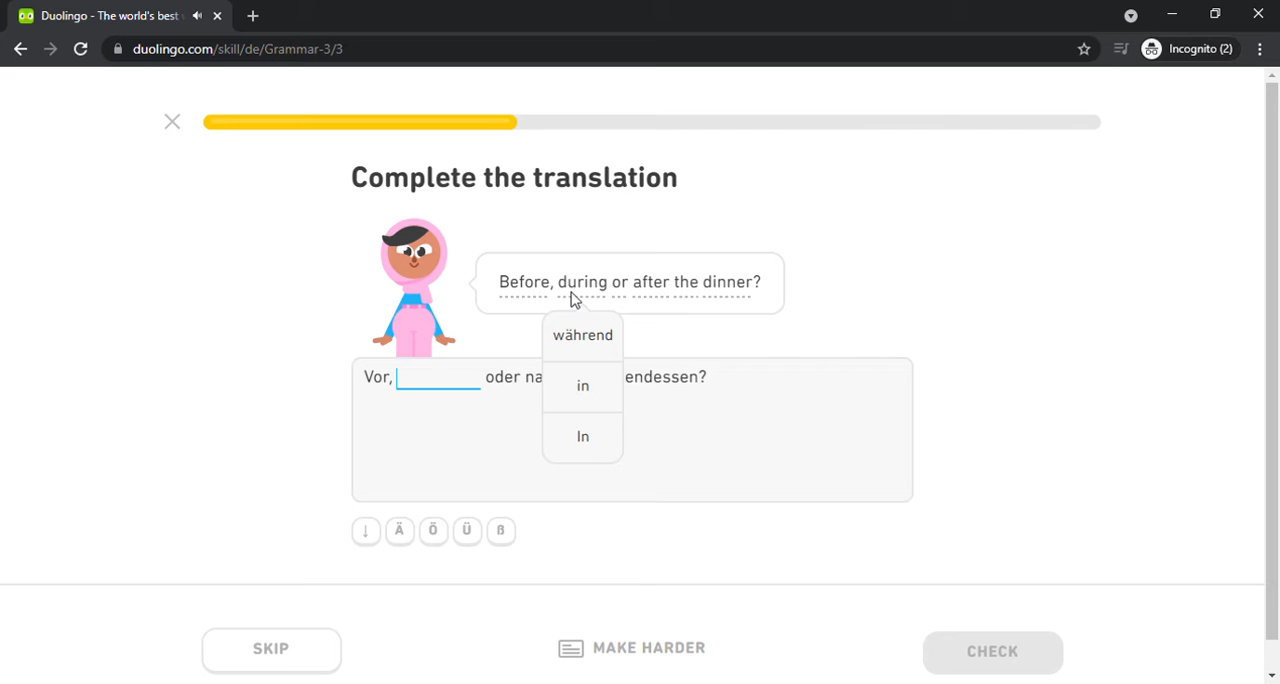 Duolingo - The world's best
duolingo.com/skill/de/Grammar-3/3
Incognito (2)
Complete the translation
Before, during or after the dinner?
während
in
In
Vor, oder na endessen?
↓ Ä Ö Ü ß
SKIP
MAKE HARDER
CHECK